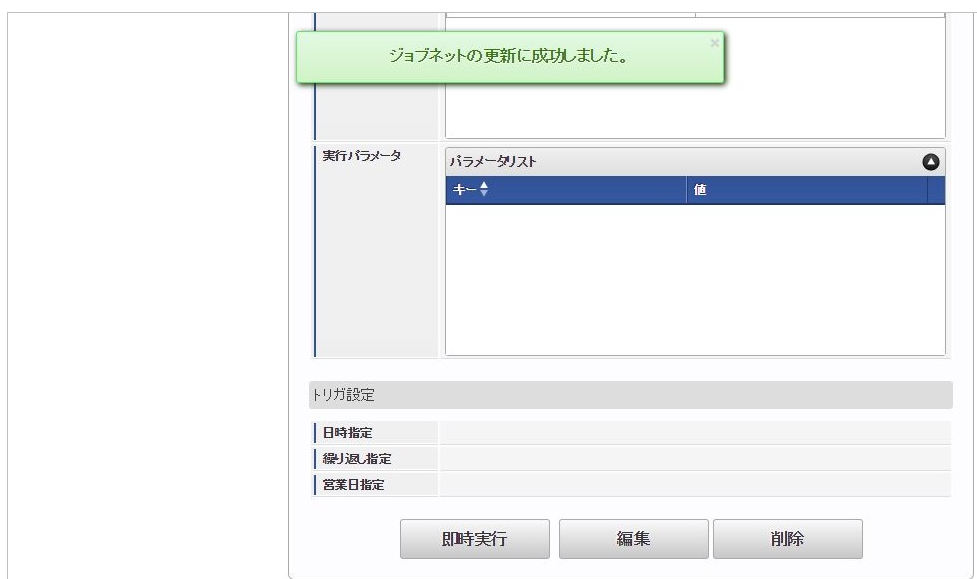 ジョブネットの更新に成功しました。
×
実行パラメータ
パラメータリスト
キー 値
トリガ設定
日時指定
繰り返し指定
営業日指定
即時実行 編集 削除